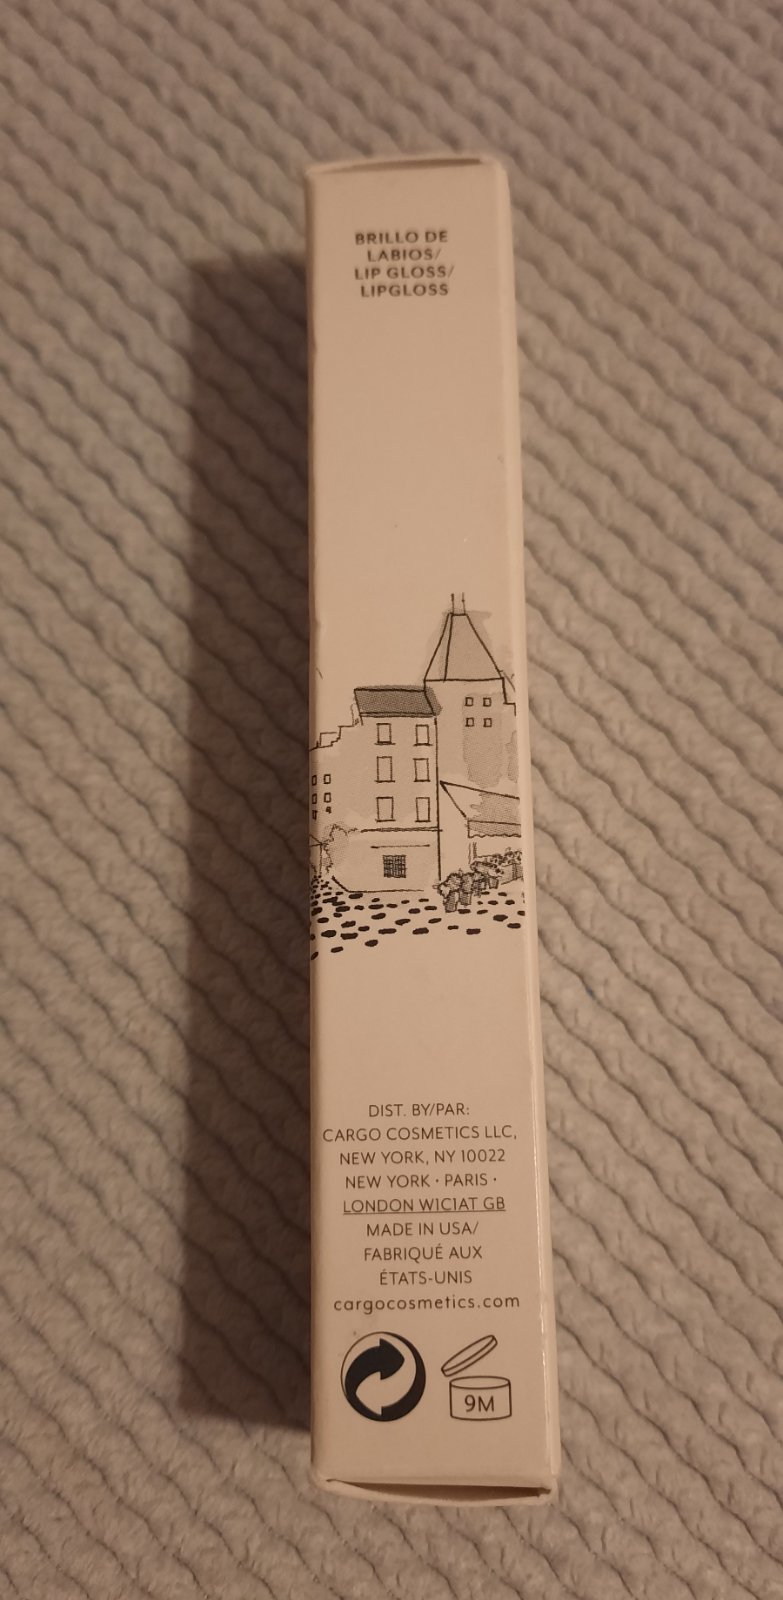 BRILLO DE
LABIOS/
LIP GLOSS/
LIPGLOSS
DIST. BY/PAR:
CARGO COSMETICS LLC,
NEW YORK, NY 10022
NEW YORK · PARIS ·
LONDON W1C1AT GB
MADE IN USA/
FABRIQUÉ AUX
ÉTATS-UNIS
cargocosmetics.com
9M